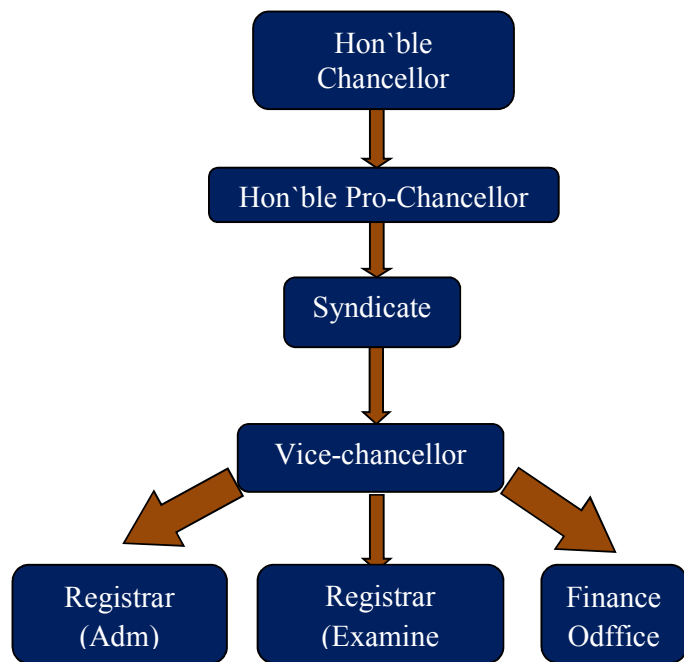 Hon`ble
Chancellor
Hon`ble Pro-Chancellor
Syndicate
Vice-chancellor
Registrar
(Adm)
Registrar
(Examine
Finance
Odffice